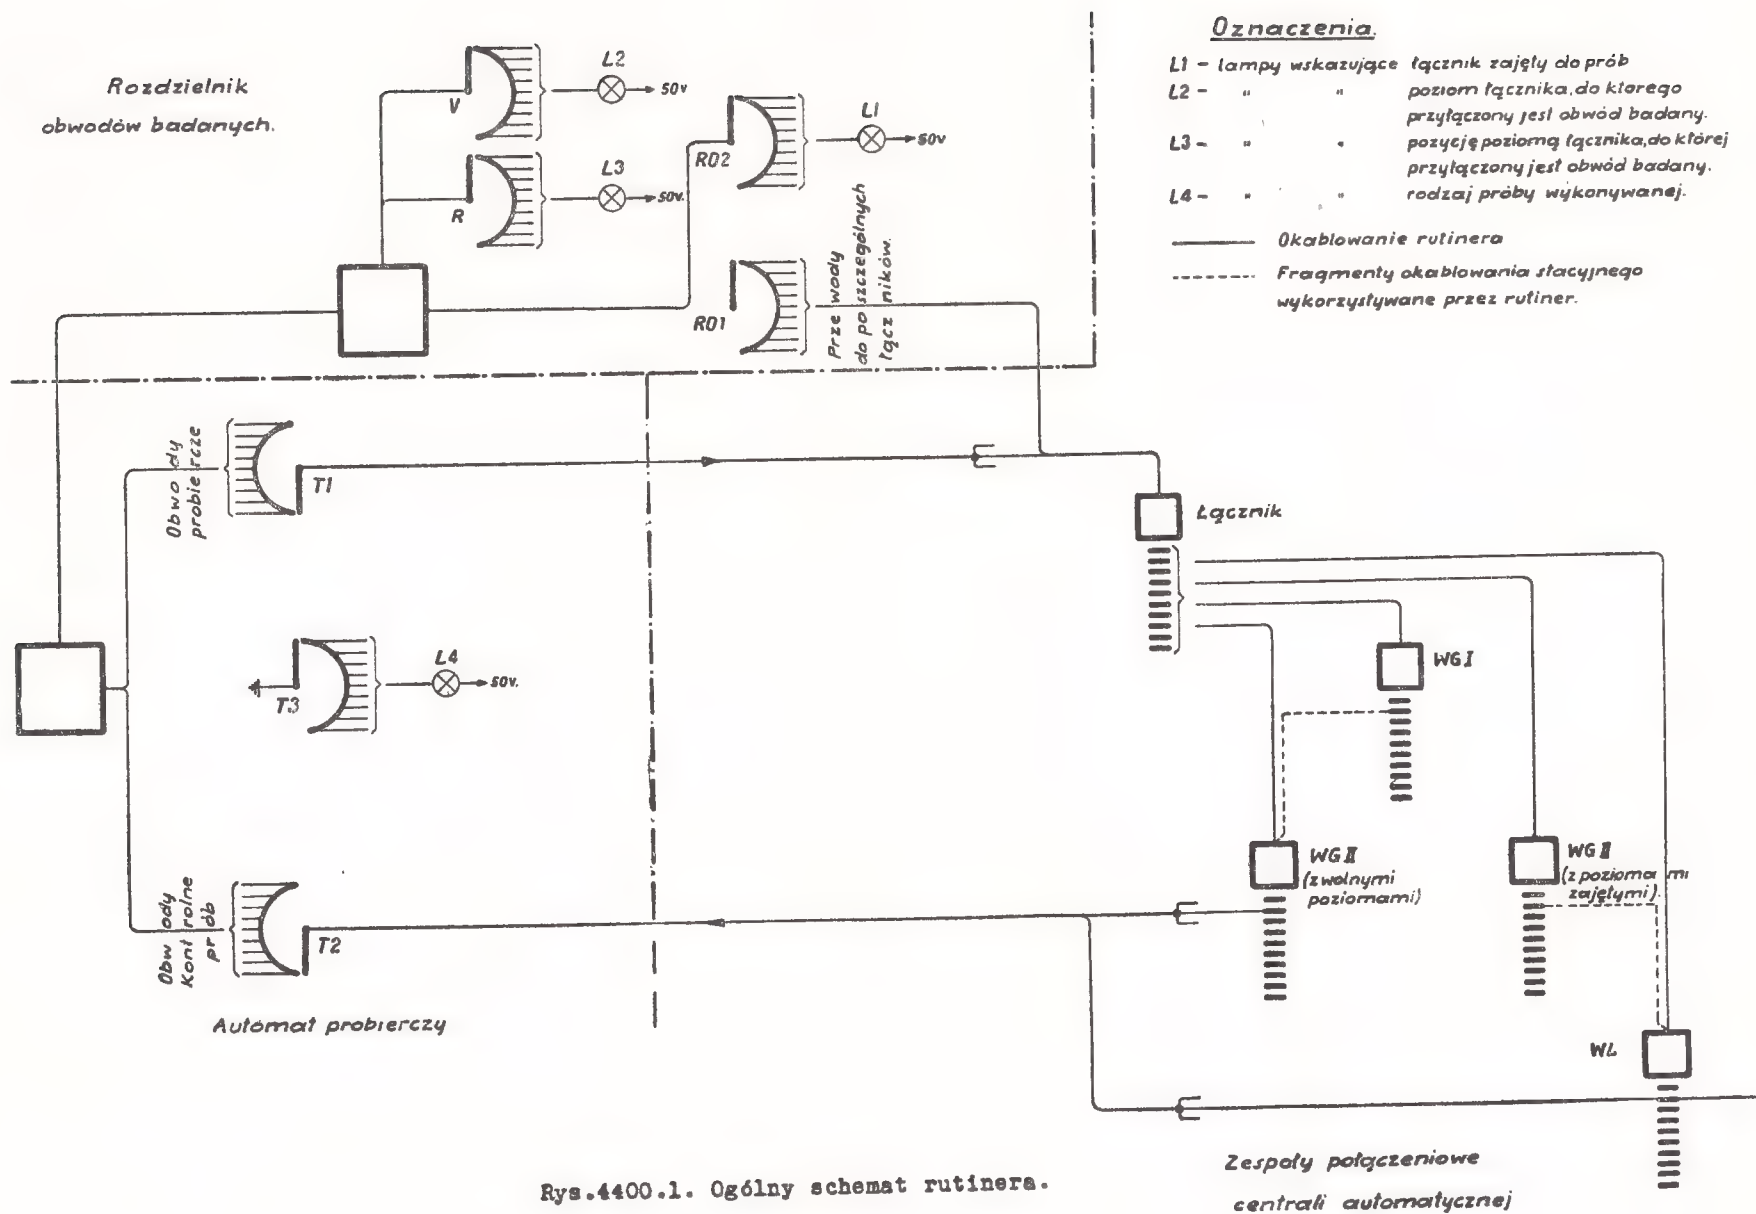 Rozdzielnik
obwodów badanych.
V
L2
50V
R
L3
50V.
R02
L1
50V
R01
Przewody
do poszczególnych
łączników.
Oznaczenia.
L1 - lampy wskazujące łącznik zajęty do prób
L2 - " " poziom łącznika, do ktorego
przyłączony jest obwód badany.
L3 - " " pozycję poziomą łącznika, do której
przyłączony jest obwód badany.
L4 - " " rodzaj próby wykonywanej.
Okablowanie rutinera
Fragmenty okablowania stacyjnego
wykorzystywane przez rutiner.
Obwody
probiercze
T1
T3
L4
50V.
Obwody
Kontrolne
prób
T2
Automat probierczy
Łącznik
WG I
WG II
(z wolnymi
poziomami)
WG II
(z poziomami
zajętymi).
WL
Zespoły połączeniowe
centrali automatycznej
Rys.4400.1. Ogólny schemat rutinera.